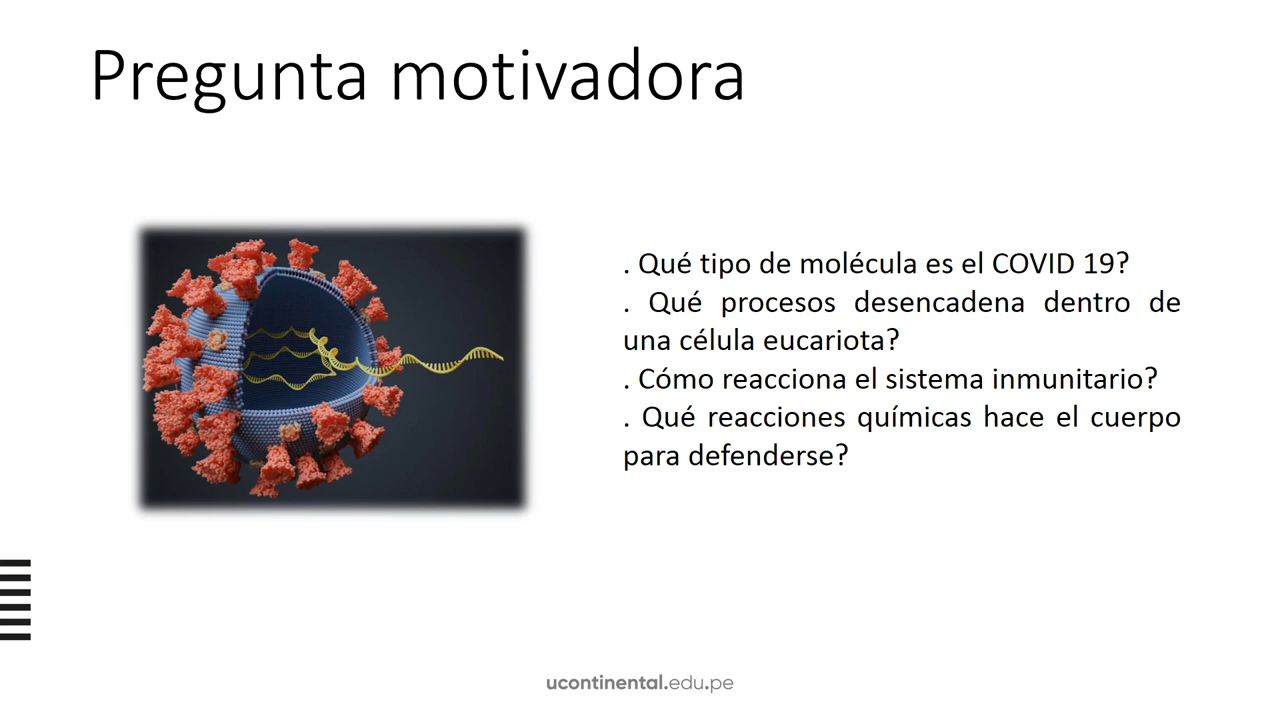 Pregunta motivadora
. Qué tipo de molécula es el COVID 19?
. Qué procesos desencadena dentro de
una célula eucariota?
. Cómo reacciona el sistema inmunitario?
. Qué reacciones químicas hace el cuerpo
para defenderse?
ucontinental.edu.pe